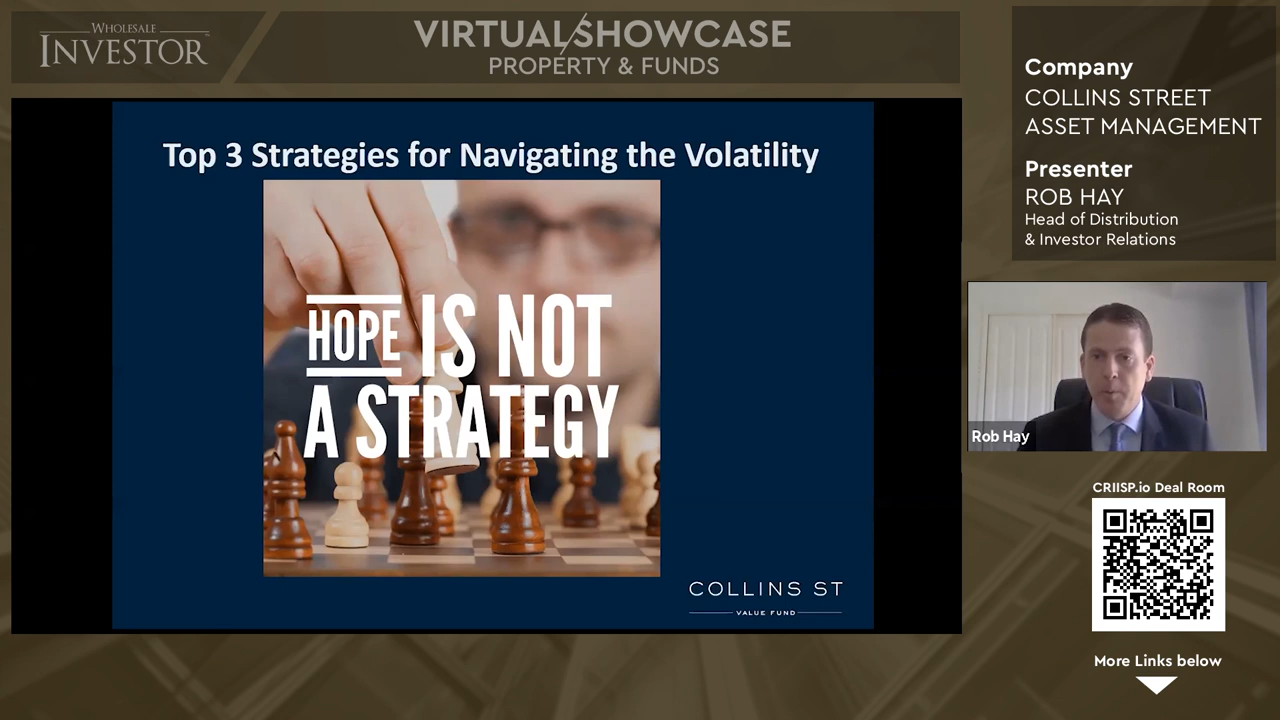 WHOLESALE
INVESTOR
VIRTUAL/SHOWCASE
PROPERTY & FUNDS
Top 3 Strategies for Navigating the Volatility
HOPE IS NOT
A STRATEGY
COLLINS ST
VALUE FUND
Company
COLLINS STREET
ASSET MANAGEMENT
Presenter
ROB HAY
Head of Distribution
& Investor Relations
Rob Hay
CRIISP.io Deal Room
More Links below